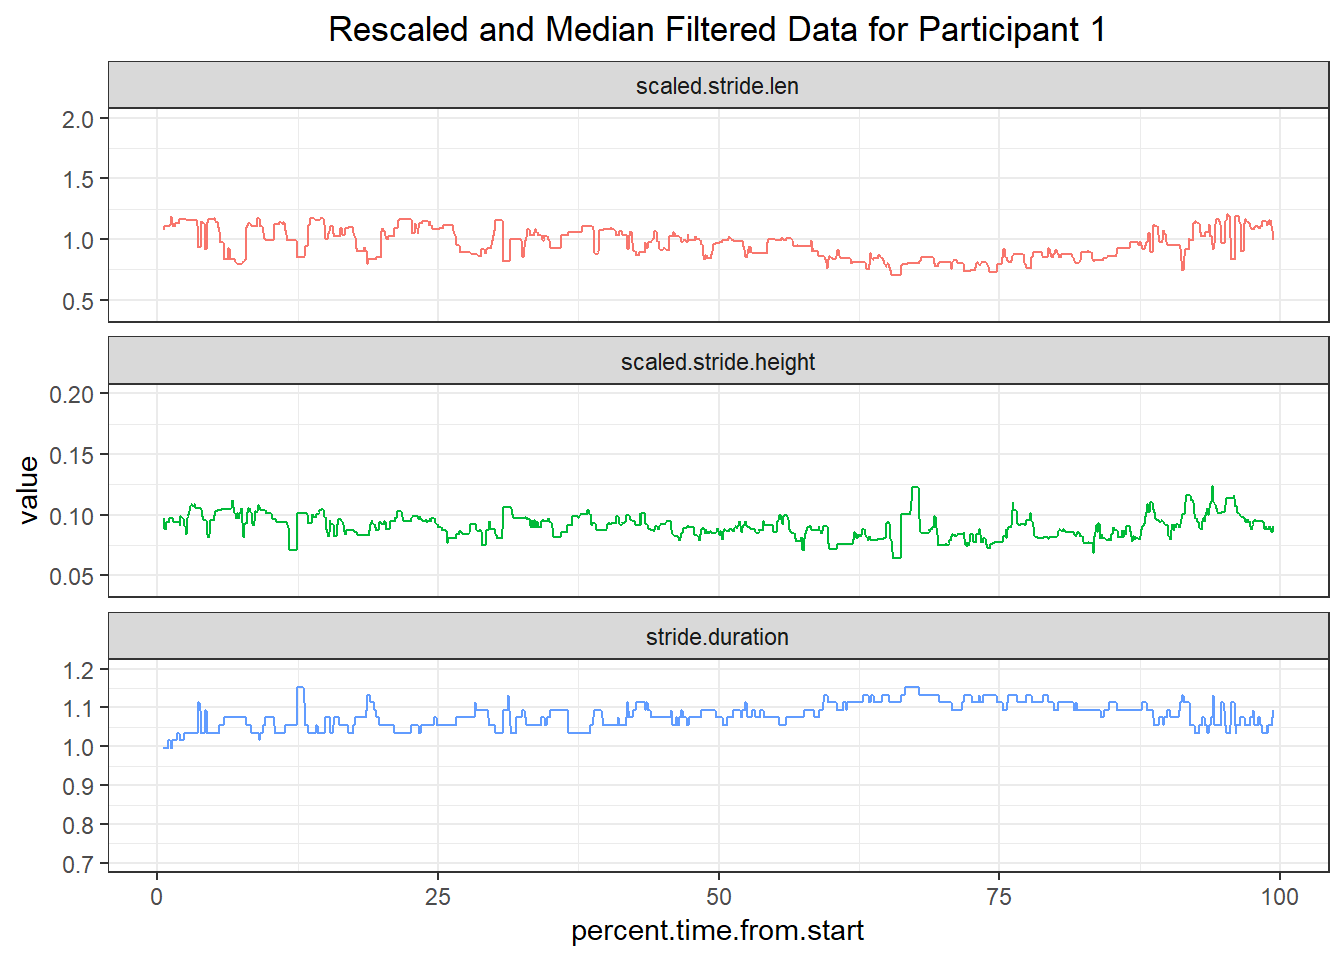 Rescaled and Median Filtered Data for Participant 1
scaled.stride.len
2.0
1.5
1.0
0.5
scaled.stride.height
0.20
0.15
0.10
0.05
value
stride.duration
1.2
1.1
1.0
0.9
0.8
0.7
0 25 50 75 100
percent.time.from.start